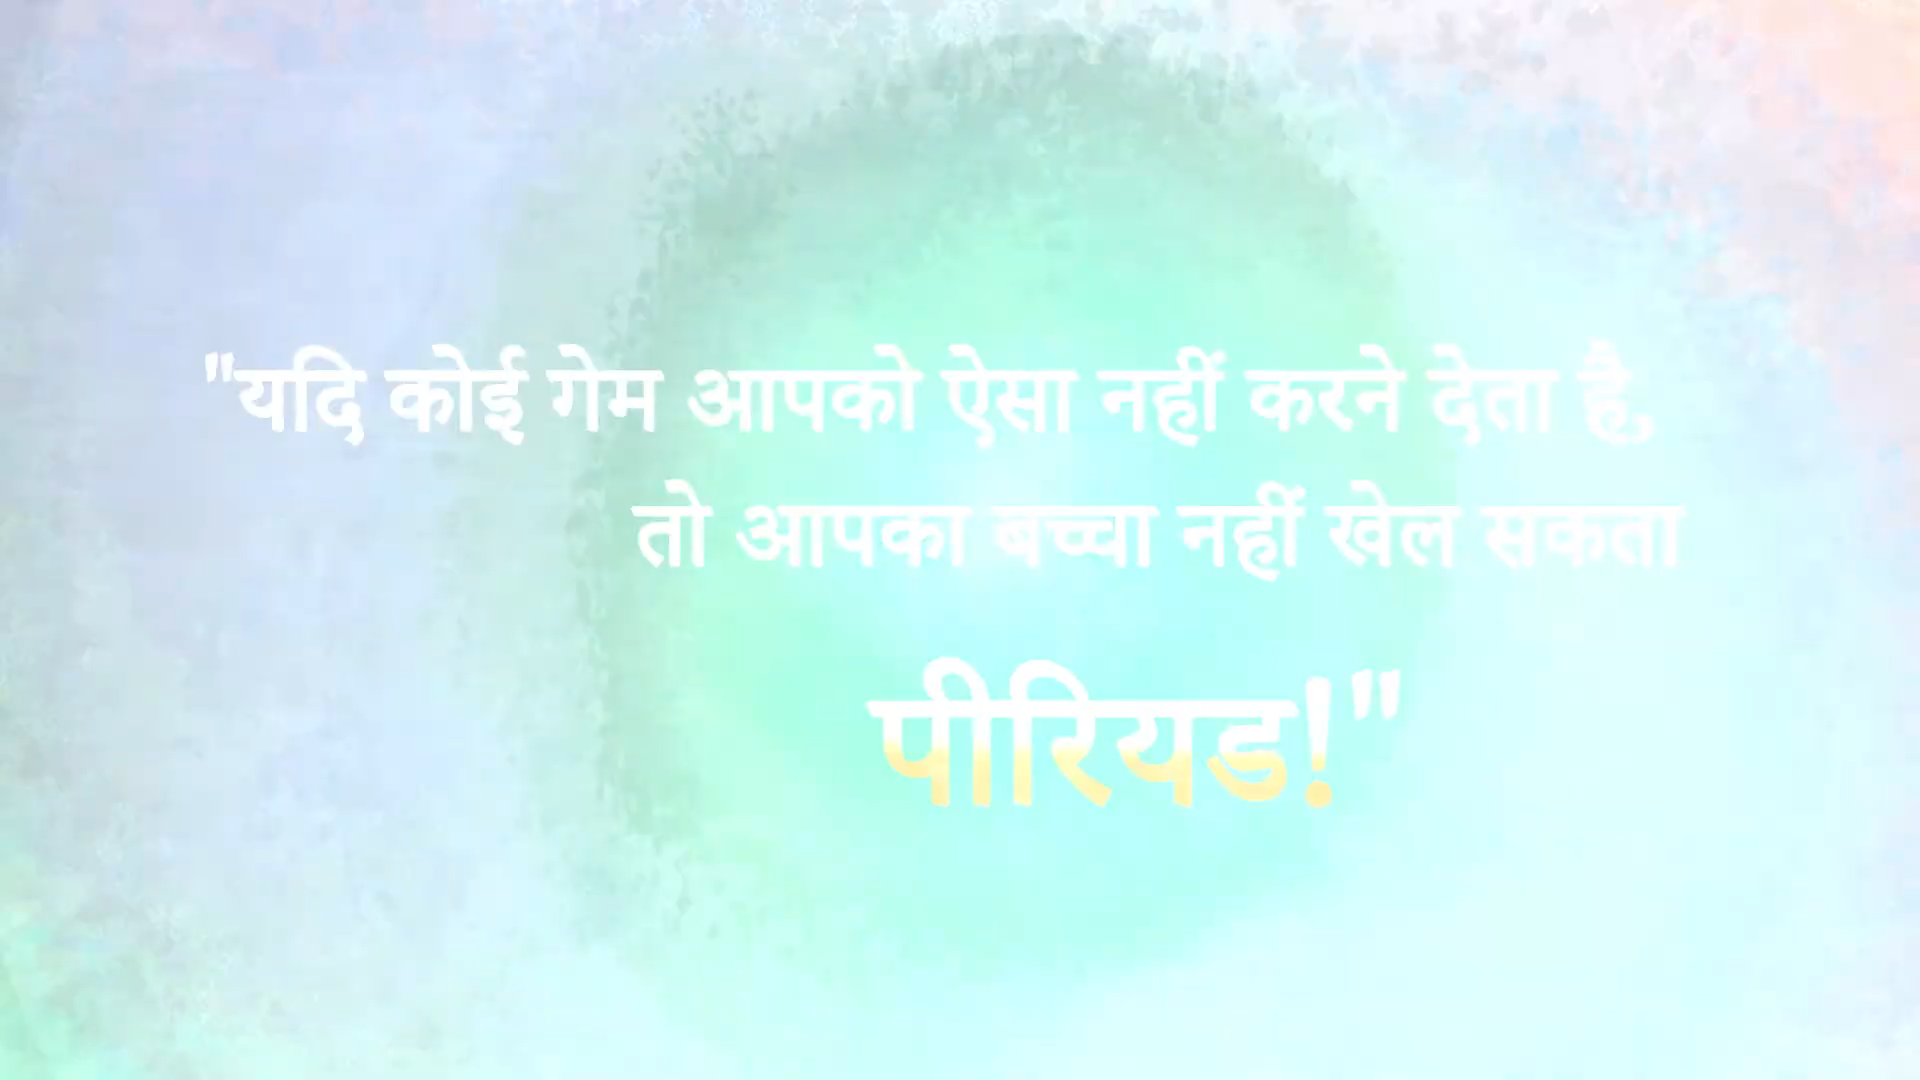 "यदि कोई गेम आपको ऐसा नहीं करने देता है,
तो आपका बच्चा नहीं खेल सकता
पीरियड!"